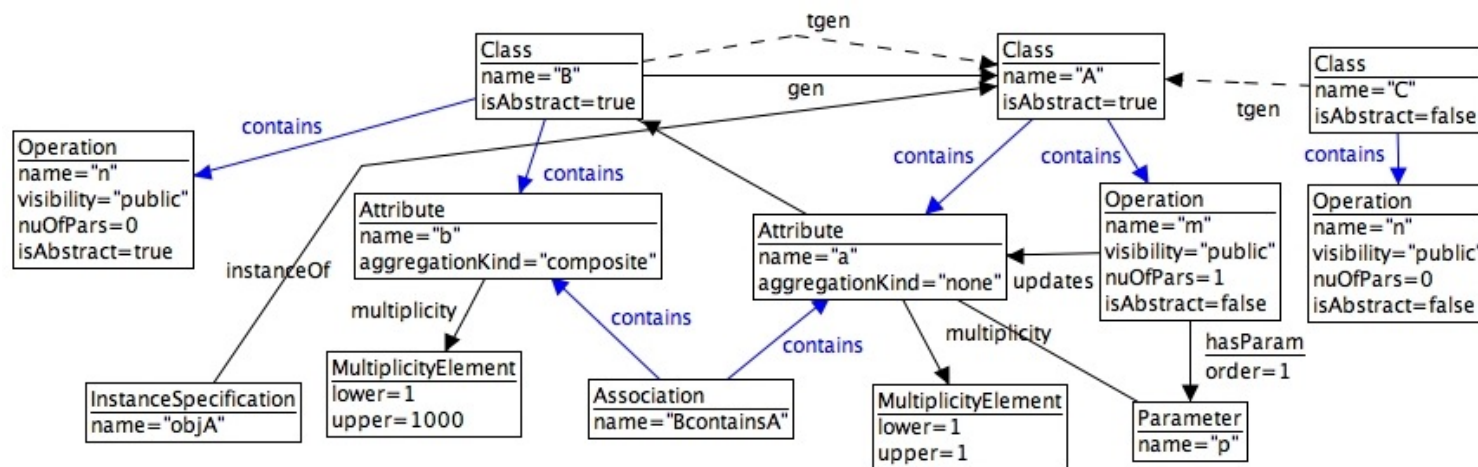 tgen
Class
name="B"
isAbstract=true
gen
Class
name="A"
isAbstract=true
tgen
Class
name="C"
isAbstract=false
contains
contains
contains
contains
contains
Operation
name="n"
visibility="public"
nuOfPars=0
isAbstract=true
Attribute
name="b"
aggregationKind="composite"
Attribute
name="a"
aggregationKind="none"
Operation
name="m"
visibility="public"
nuOfPars=1
isAbstract=false
Operation
name="n"
visibility="public"
nuOfPars=0
isAbstract=false
instanceOf
updates
multiplicity
contains
contains
multiplicity
hasParam
order=1
InstanceSpecification
name="objA"
MultiplicityElement
lower=1
upper=1000
Association
name="BcontainsA"
MultiplicityElement
lower=1
upper=1
Parameter
name="p"